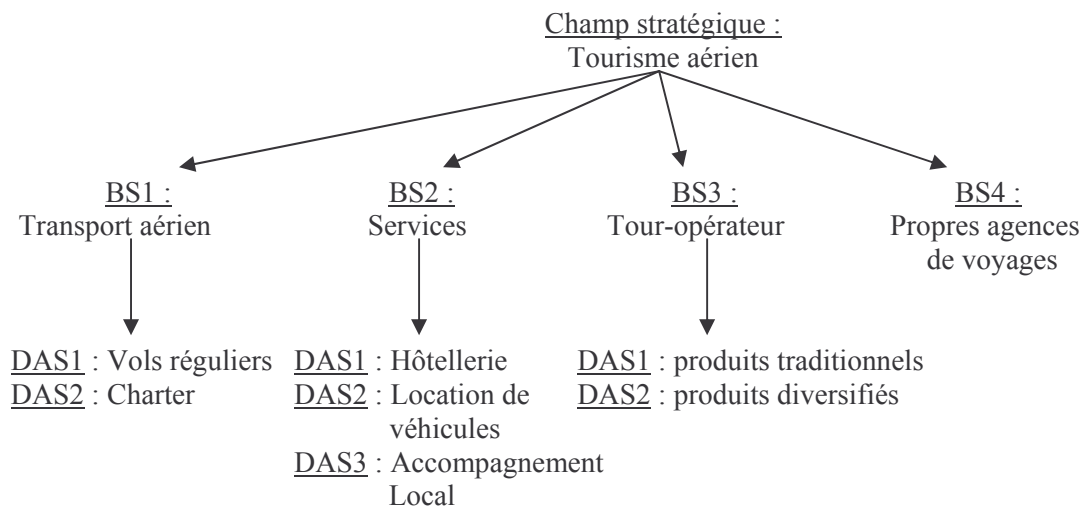 Champ stratégique :
Tourisme aérien
BS1 :
Transport aérien
BS2 :
Services
BS3 :
Tour-opérateur
BS4 :
Propres agences
de voyages
DAS1 : Vols réguliers
DAS2 : Charter
DAS1 : Hôtellerie
DAS2 : Location de
véhicules
DAS3 : Accompagnement
Local
DAS1 : produits traditionnels
DAS2 : produits diversifiés